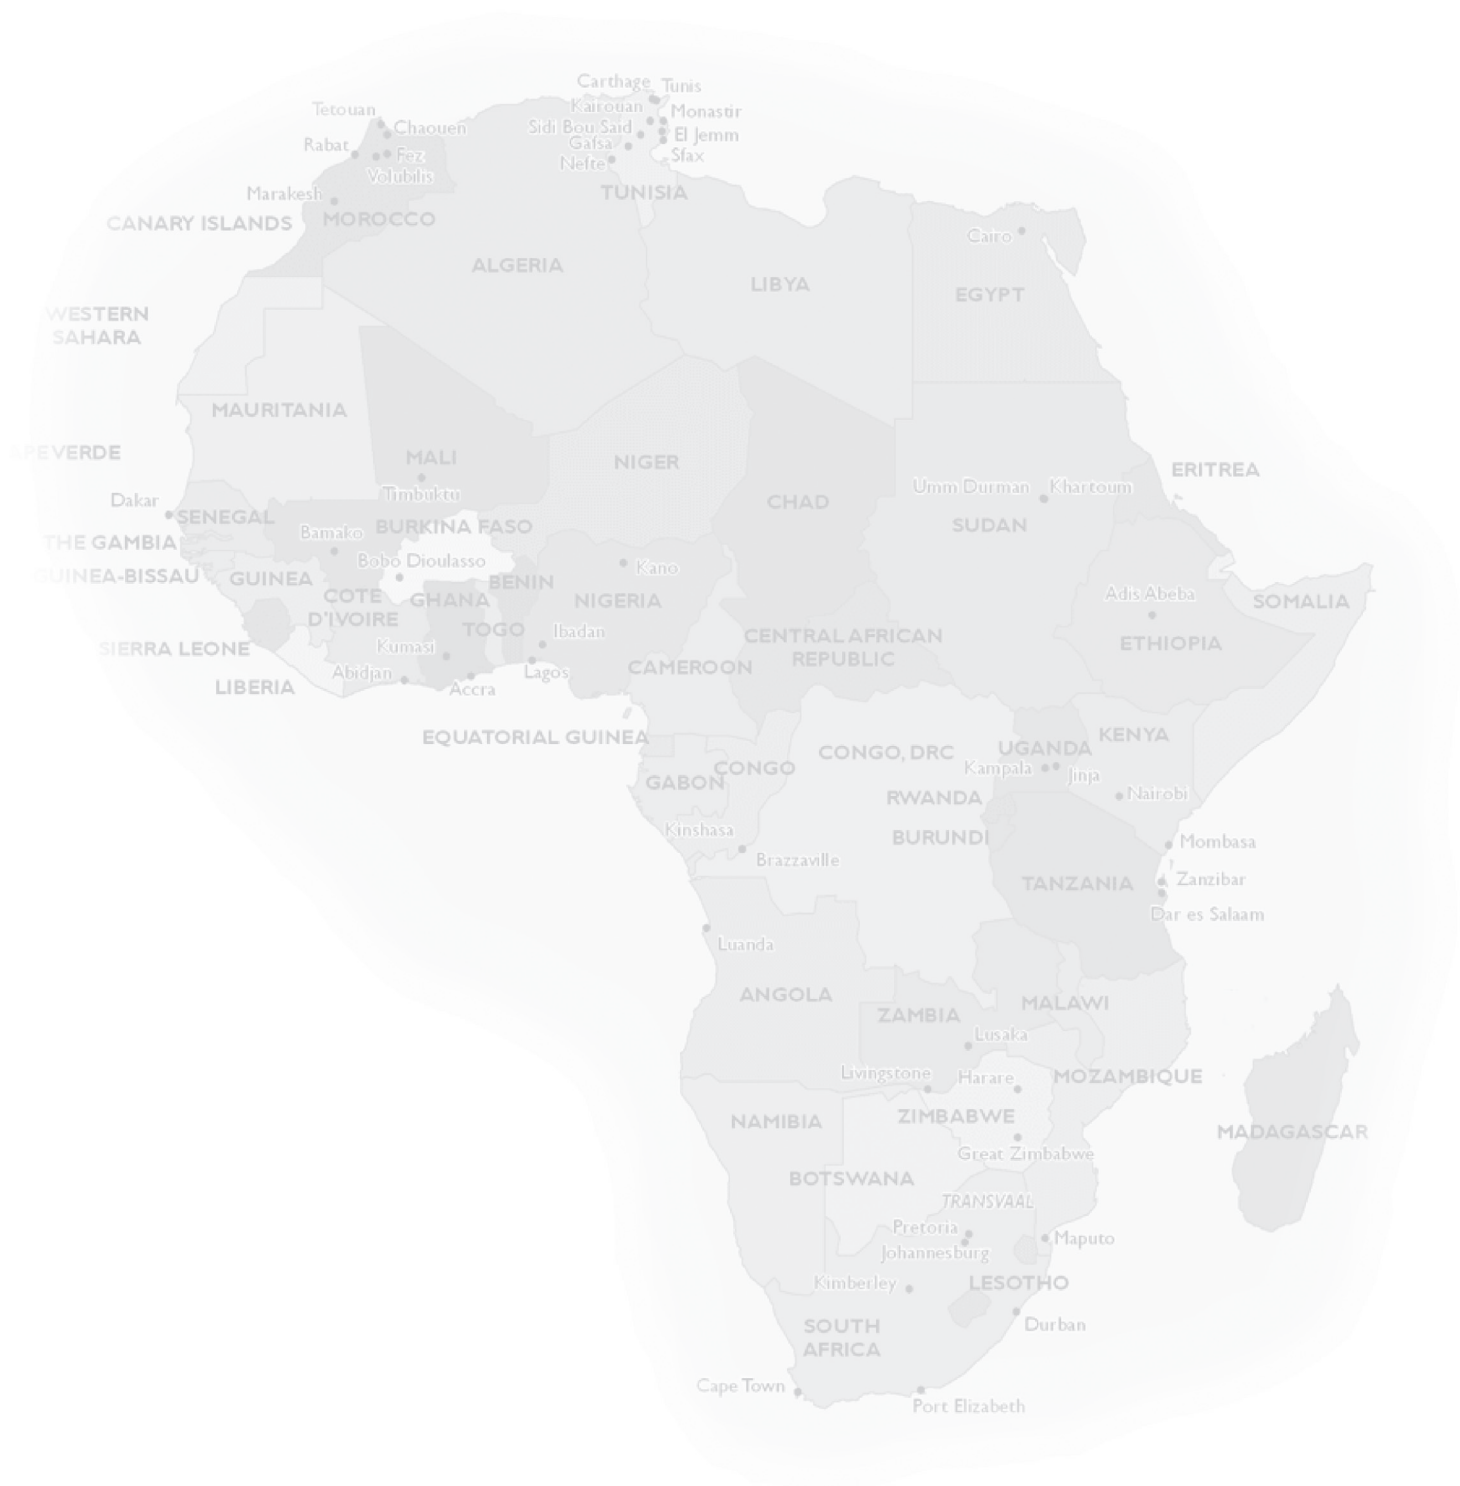 Carthage
Tunis
Tetouan
Kairouan
Monastir
Chaouen
Sidi Bou Said
El Jemm
Rabat
Gafsa
Fez
Sfax
Nefte
Volubilis
Marakesh
TUNISIA
CANARY ISLANDS
MOROCCO
Cairo
ALGERIA
LIBYA
EGYPT
WESTERN
SAHARA
MAURITANIA
PE VERDE
MALI
NIGER
ERITREA
Timbuktu
Umm Durman
Khartoum
Dakar
CHAD
SENEGAL
BURKINA FASO
SUDAN
Bamako
THE GAMBIA
Bobo Dioulasso
Kano
GUINEA-BISSAU
GUINEA
BENIN
COTE
D'IVOIRE
GHANA
NIGERIA
Adis Abeba
SOMALIA
TOGO
Ibadan
CENTRAL AFRICAN
REPUBLIC
ETHIOPIA
SIERRA LEONE
Kumasi
CAMEROON
Abidjan
Lagos
LIBERIA
Accra
EQUATORIAL GUINEA
KENYA
CONGO, DRC
UGANDA
CONGO
Kampala
Jinja
GABON
RWANDA
Nairobi
Kinshasa
BURUNDI
Mombasa
Brazzaville
TANZANIA
Zanzibar
Dar es Salaam
Luanda
ANGOLA
MALAWI
ZAMBIA
Lusaka
Livingstone
Harare
MOZAMBIQUE
NAMIBIA
ZIMBABWE
MADAGASCAR
Great Zimbabwe
BOTSWANA
TRANSVAAL
Pretoria
Maputo
Johannesburg
Kimberley
LESOTHO
SOUTH
AFRICA
Durban
Cape Town
Port Elizabeth